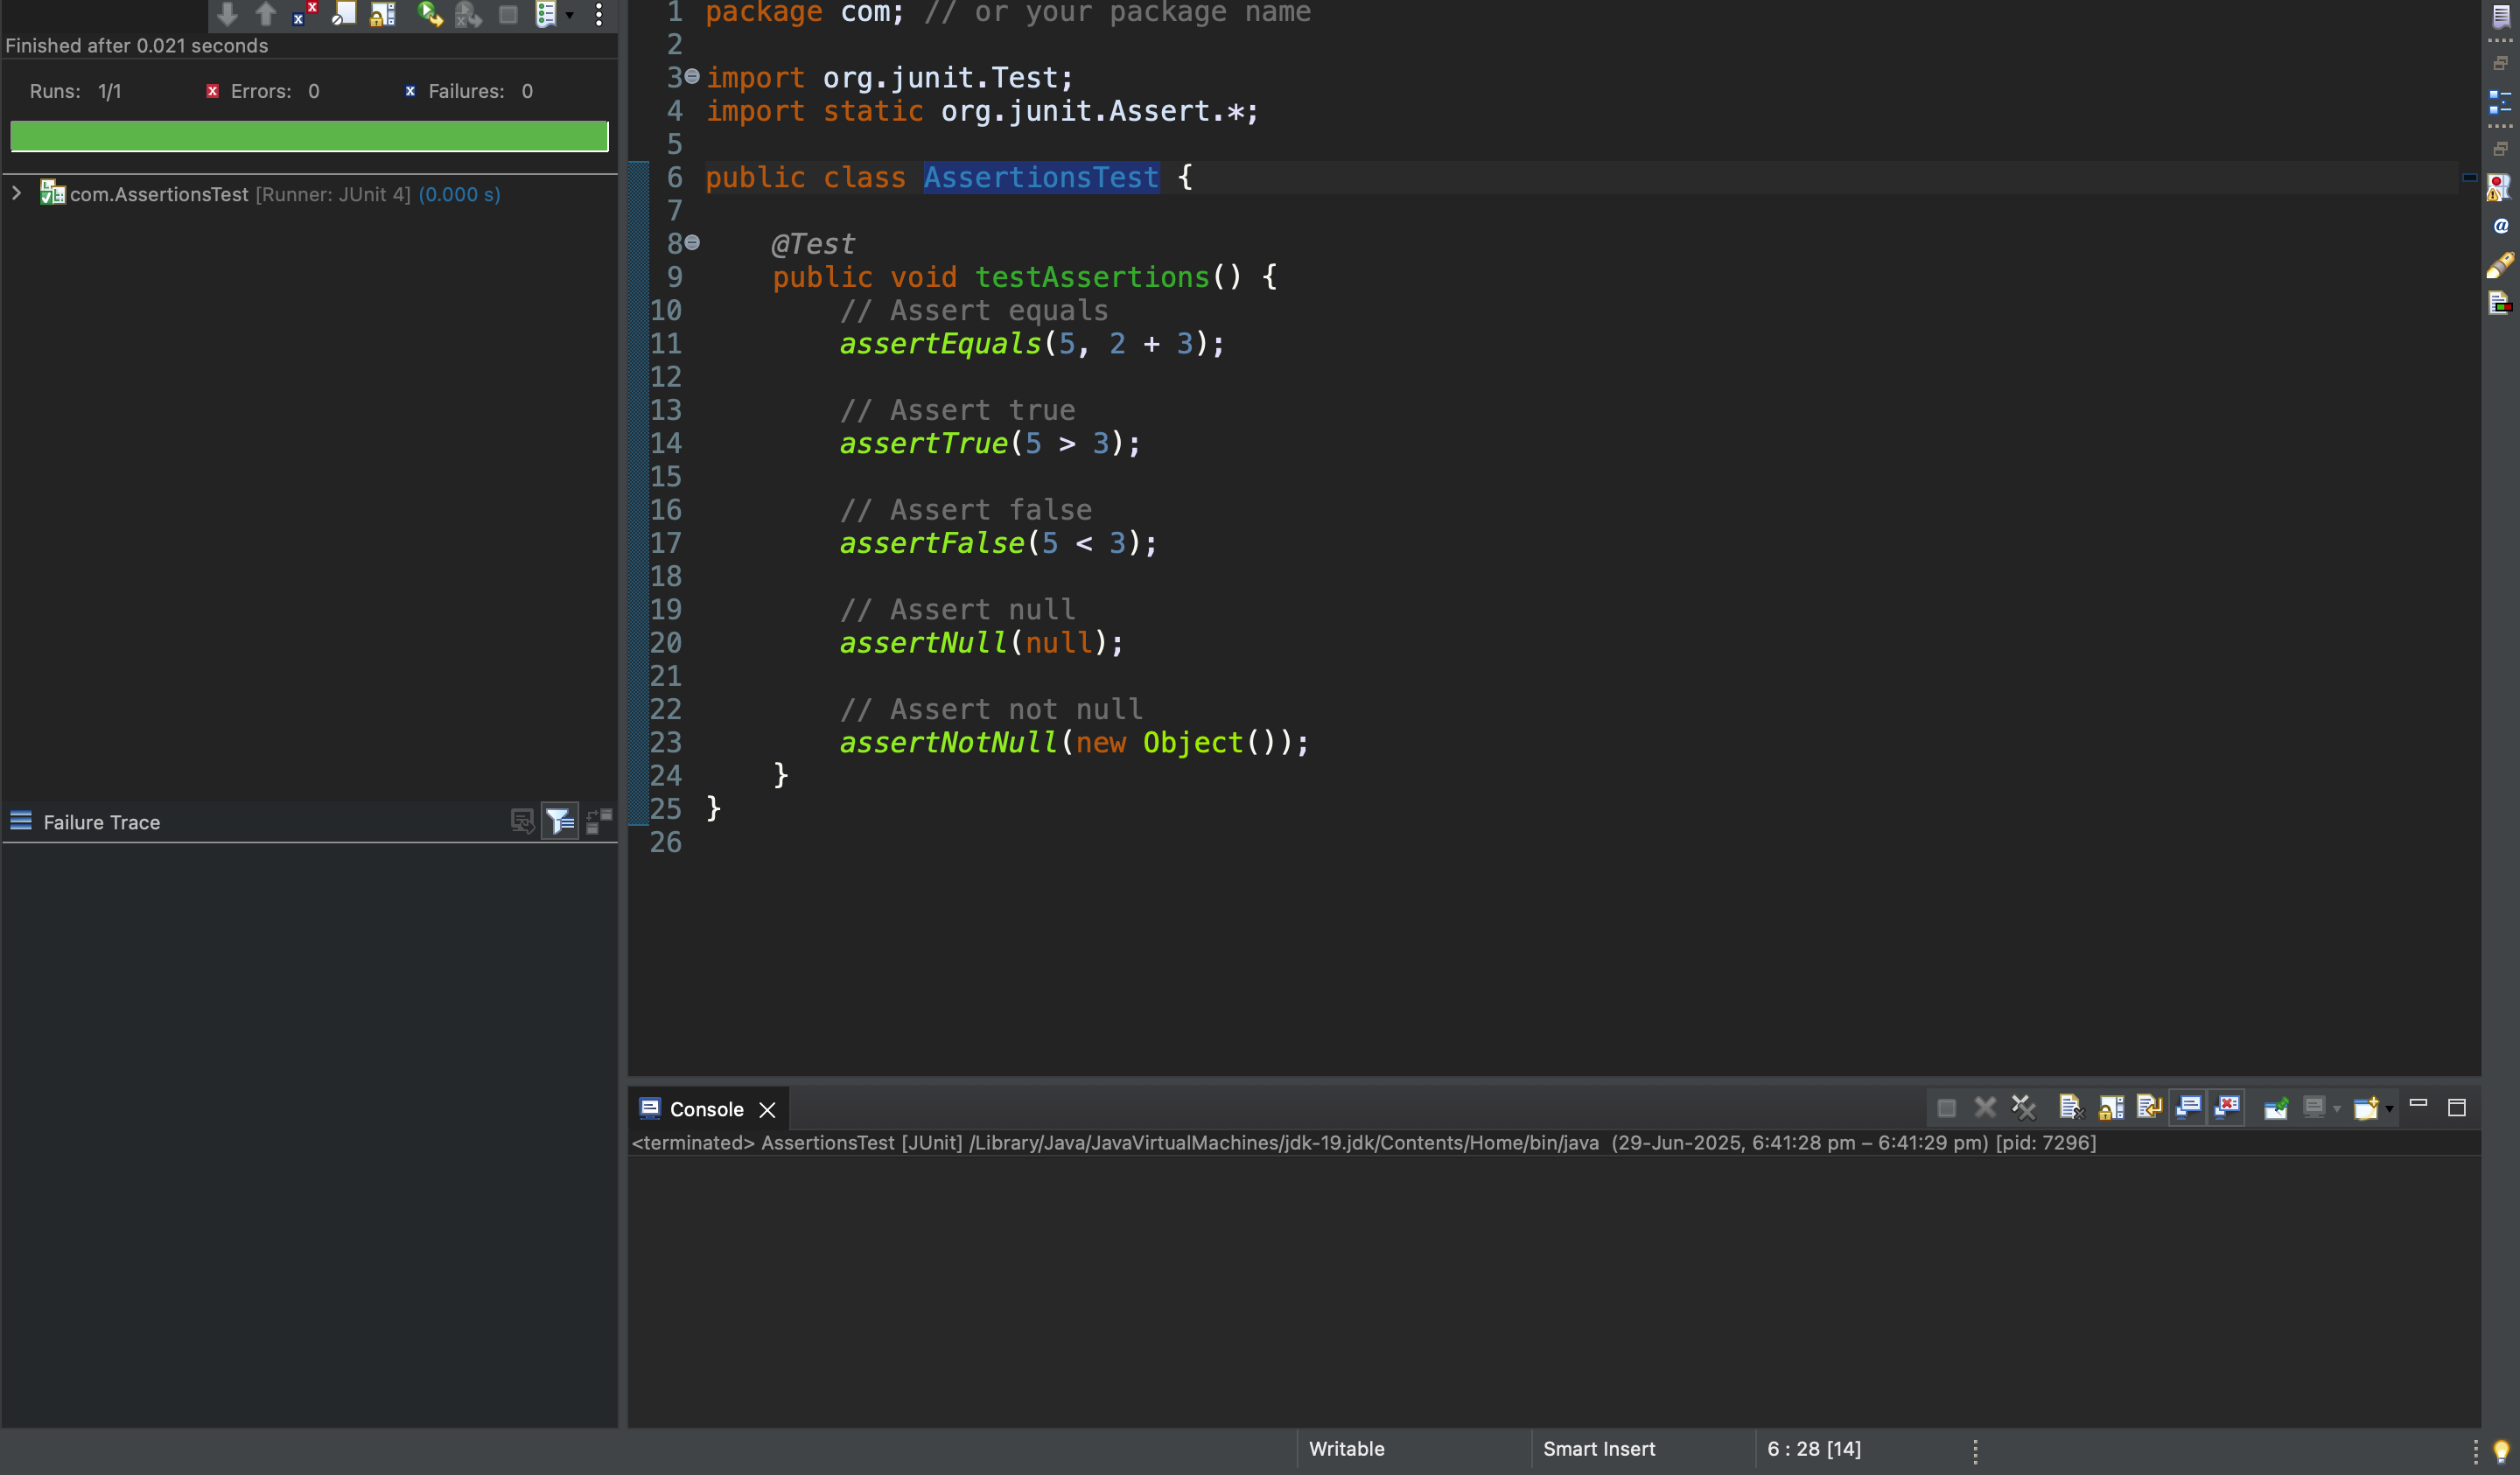 Finished after 0.021 seconds
Runs: 1/1 Errors: 0 Failures: 0
com.AssertionsTest [Runner: JUnit 4] (0.000 s)
Failure Trace
1 package com; // or your package name
2
3 import org.junit.Test;
4 import static org.junit.Assert.*;
5
6 public class AssertionsTest {
7
8 @Test
9 public void testAssertions() {
10 // Assert equals
11 assertEquals(5, 2 + 3);
12
13 // Assert true
14 assertTrue(5 > 3);
15
16 // Assert false
17 assertFalse(5 < 3);
18
19 // Assert null
20 assertNull(null);
21
22 // Assert not null
23 assertNotNull(new Object());
24 }
25 }
26
Console
<terminated> AssertionsTest [JUnit] /Library/Java/JavaVirtualMachines/jdk-19.jdk/Contents/Home/bin/java (29-Jun-2025, 6:41:28 pm – 6:41:29 pm) [pid: 7296]
Writable Smart Insert 6 : 28 [14]